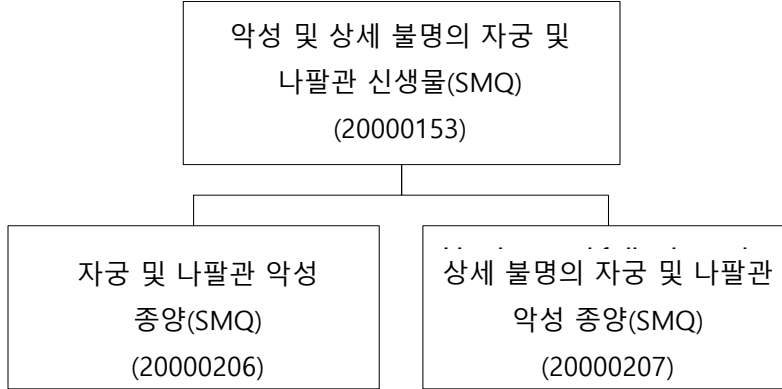 악성 및 상세 불명의 자궁 및
나팔관 신생물(SMQ)
(20000153)
자궁 및 나팔관 악성
종양(SMQ)
(20000206)
상세 불명의 자궁 및 나팔관
악성 종양(SMQ)
(20000207)